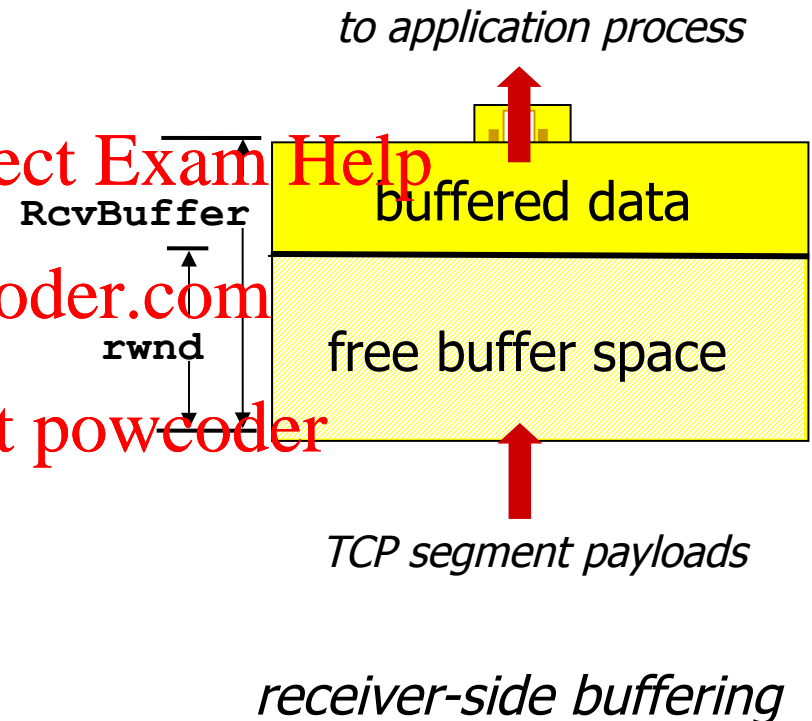 to application process
ect Exam Help
RcvBuffer
buffered data
oder.com
rwnd
free buffer space
t powcoder
TCP segment payloads
receiver-side buffering